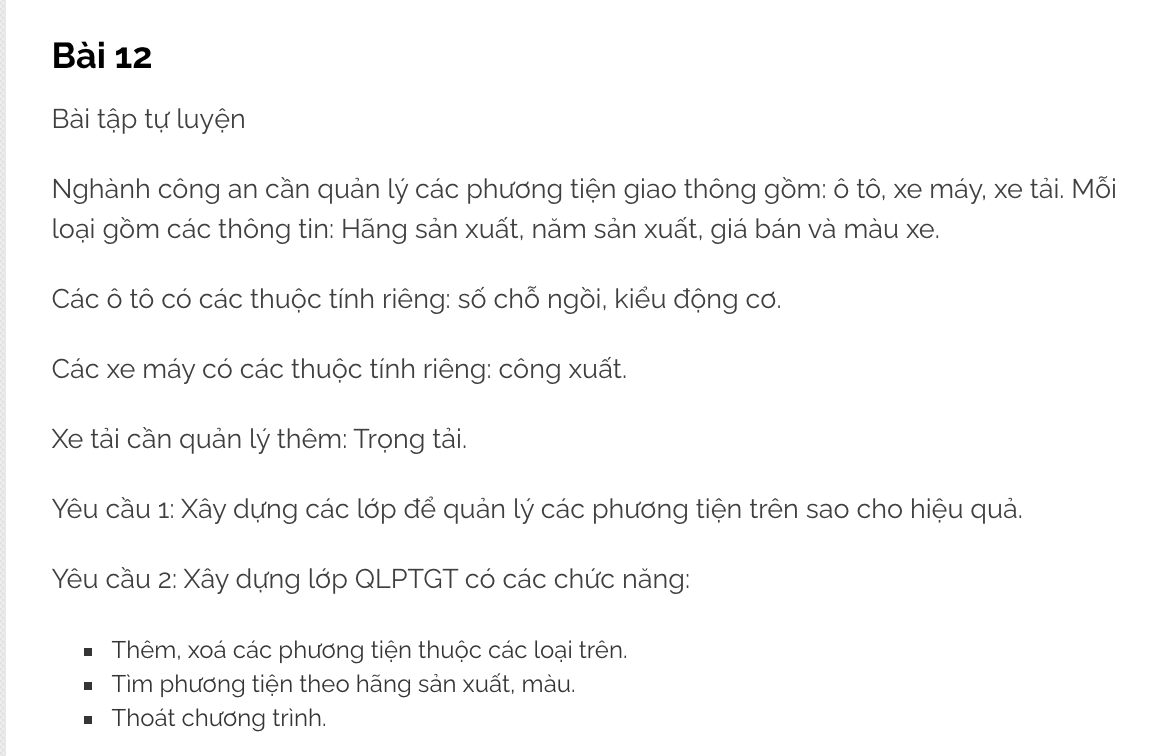 Bài 12
Bài tập tự luyện
Nghành công an cần quản lý các phương tiện giao thông gồm: ô tô, xe máy, xe tải. Mỗi
loại gồm các thông tin: Hãng sản xuất, năm sản xuất, giá bán và màu xe.
Các ô tô có các thuộc tính riêng: số chỗ ngồi, kiểu động cơ.
Các xe máy có các thuộc tính riêng: công xuất.
Xe tải cần quản lý thêm: Trọng tải.
Yêu cầu 1: Xây dựng các lớp để quản lý các phương tiện trên sao cho hiệu quả.
Yêu cầu 2: Xây dựng lớp QLPTGT có các chức năng:
▪ Thêm, xoá các phương tiện thuộc các loại trên.
▪ Tìm phương tiện theo hãng sản xuất, màu.
▪ Thoát chương trình.